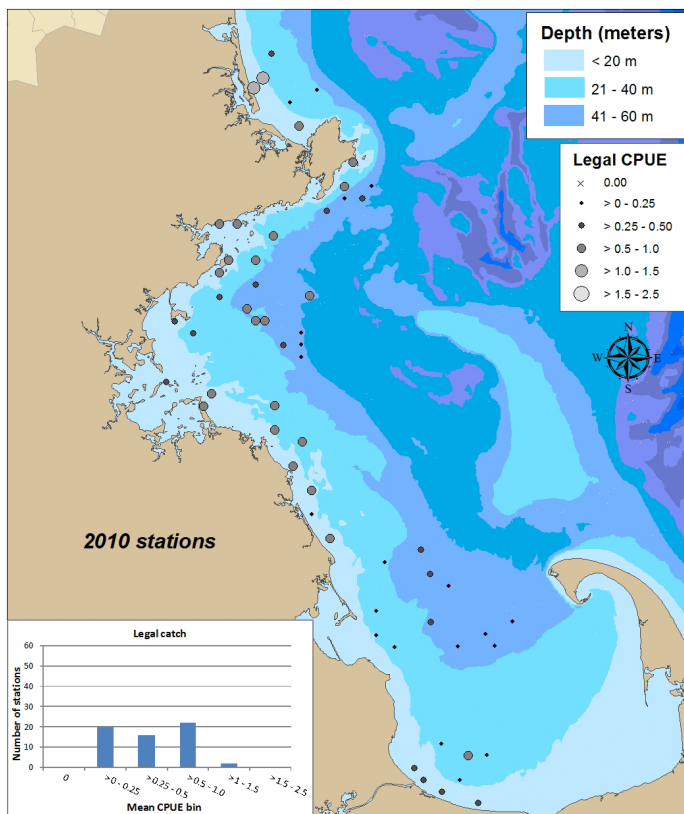 Depth (meters)
< 20 m
21 - 40 m
41 - 60 m
Legal CPUE
0.00
> 0 - 0.25
> 0.25 - 0.50
> 0.5 - 1.0
> 1.0 - 1.5
> 1.5 - 2.5
N
W E
S
2010 stations
Legal catch
Number of stations
60
50
40
30
20
10
0
0
> 0 - 0.25
> 0.25 - 0.5
> 0.5 - 1.0
> 1 - 1.5
> 1.5 - 2.5
Mean CPUE bin